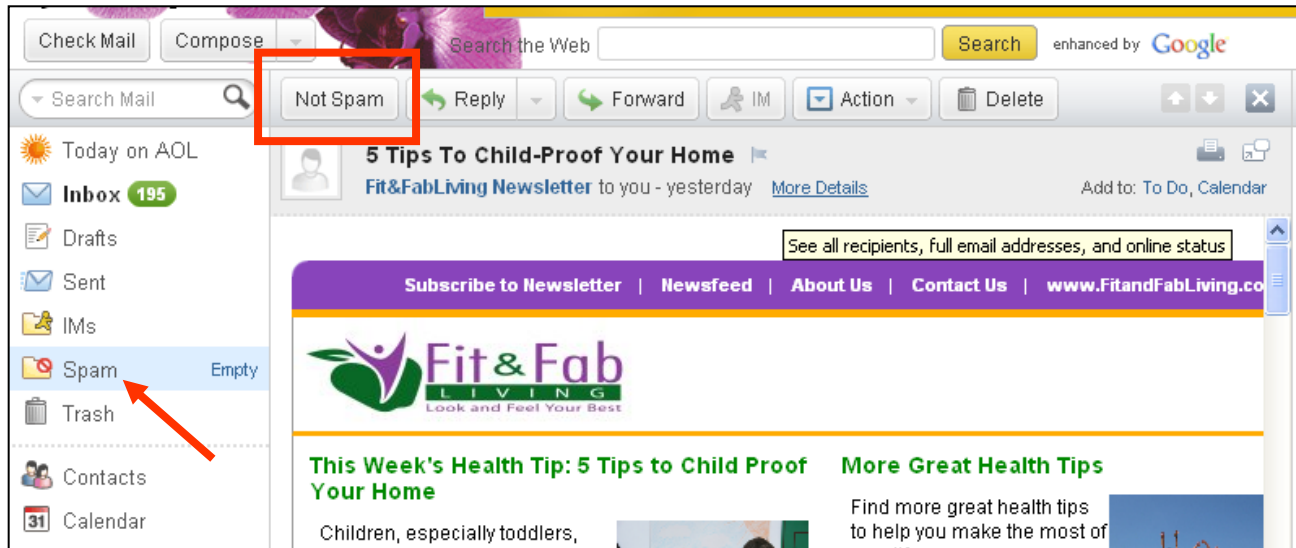 Check Mail Compose Search the Web Search enhanced by Google
Search Mail Not Spam Reply Forward IM Action Delete
Today on AOL
Inbox 195
Drafts
Sent
IMs
Spam Empty
Trash
Contacts
31 Calendar
5 Tips To Child-Proof Your Home
Fit&FabLiving Newsletter to you - yesterday More Details Add to: To Do, Calendar
See all recipients, full email addresses, and online status
Subscribe to Newsletter | Newsfeed | About Us | Contact Us | www.FitandFabLiving.co
Fit & Fab
LIVING
Look and Feel Your Best
This Week's Health Tip: 5 Tips to Child Proof
Your Home
Children, especially toddlers,
More Great Health Tips
Find more great health tips
to help you make the most of